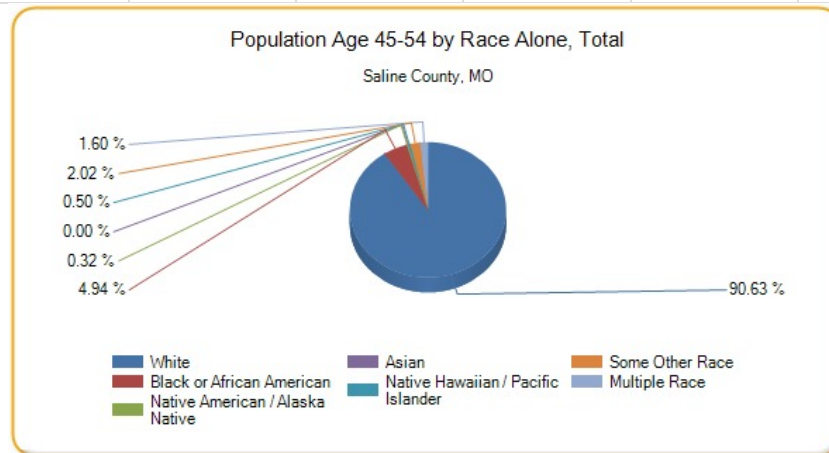 Population Age 45-54 by Race Alone, Total
Saline County, MO
1.60 %
2.02 %
0.50 %
0.00 %
0.32 %
4.94 %
90.63 %
White
Black or African American
Native American / Alaska
Native
Asian
Native Hawaiian / Pacific
Islander
Some Other Race
Multiple Race